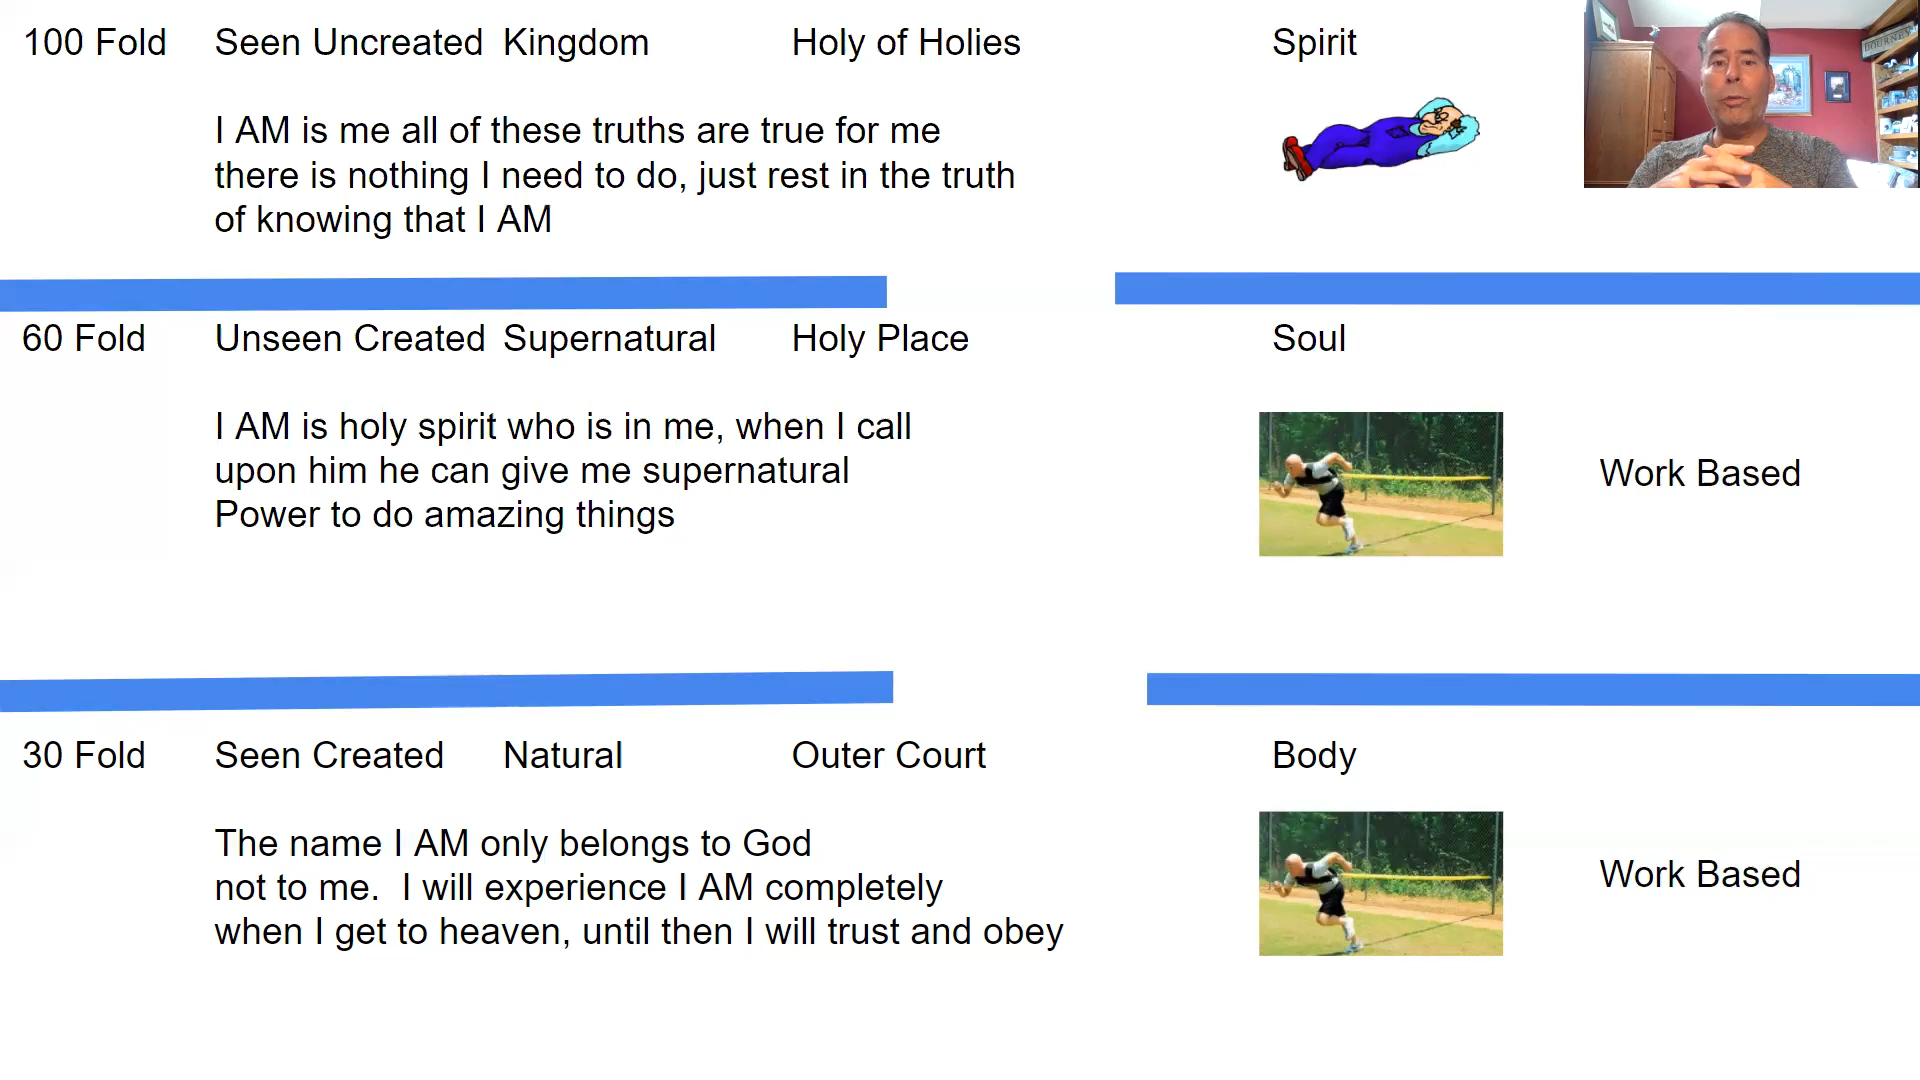 100 Fold Seen Uncreated Kingdom Holy of Holies Spirit
JOURNEY
I AM is me all of these truths are true for me
there is nothing I need to do, just rest in the truth
of knowing that I AM
60 Fold Unseen Created Supernatural Holy Place Soul
I AM is holy spirit who is in me, when I call
upon him he can give me supernatural
Power to do amazing things
Work Based
30 Fold Seen Created Natural Outer Court Body
The name I AM only belongs to God
not to me. I will experience I AM completely
when I get to heaven, until then I will trust and obey
Work Based